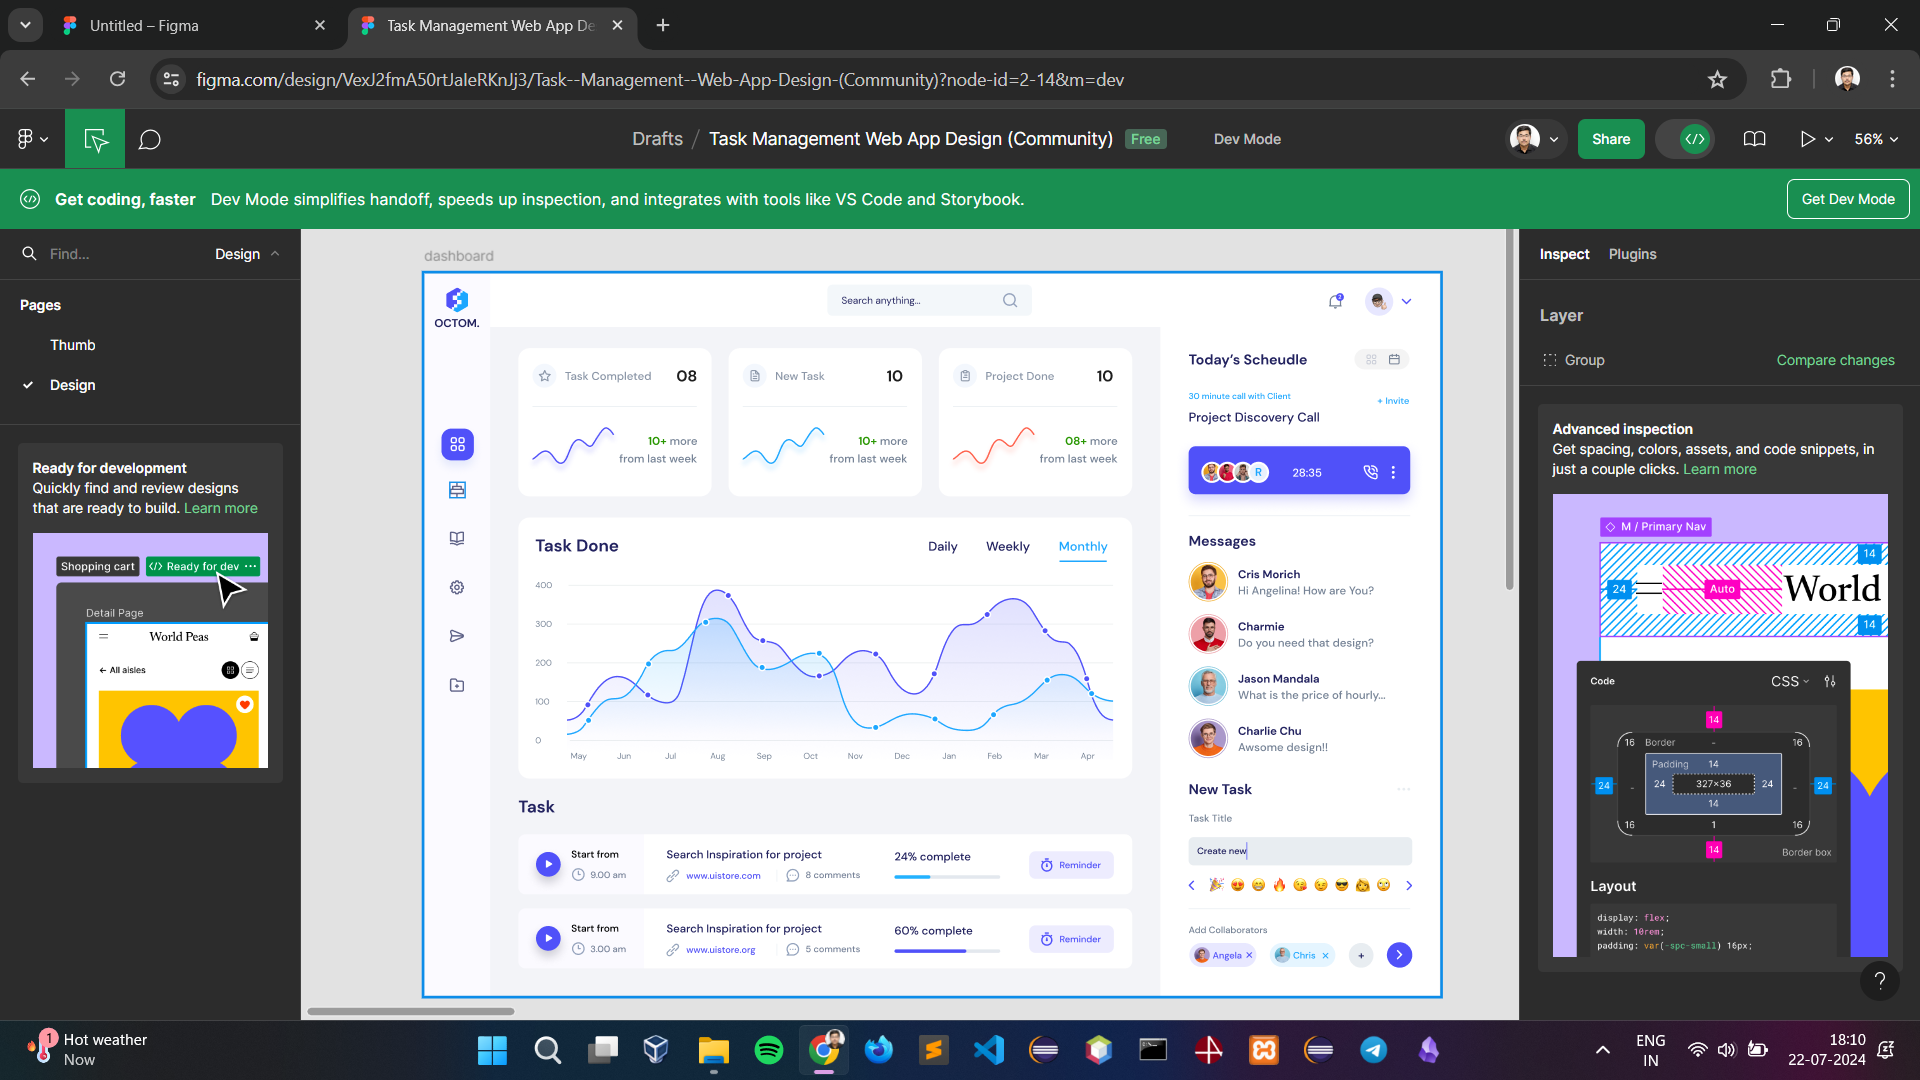 Untitled – Figma
Task Management Web App De
figma.com/design/VexJ2fmA50rtJaIeRKnJj3/Task--Management--Web-App-Design-(Community)?node-id=2-14&m=dev
Drafts / Task Management Web App Design (Community) Free
Dev Mode
Share
56%
Get coding, faster Dev Mode simplifies handoff, speeds up inspection, and integrates with tools like VS Code and Storybook.
Get Dev Mode
Find...
Design
Pages
Thumb
Design
Ready for development
Quickly find and review designs
that are ready to build. Learn more
Shopping cart
</> Ready for dev ...
Detail Page
World Peas
← All aisles
dashboard
OCTOM.
Search anything...
2
Task Completed 08
10+ more
from last week
New Task 10
10+ more
from last week
Project Done 10
08+ more
from last week
Task Done
Daily Weekly Monthly
400
300
200
100
0
May Jun Jul Aug Sep Oct Nov Dec Jan Feb Mar Apr
Task
Start from
9.00 am
Search Inspiration for project
www.uistore.com
8 comments
24% complete
Reminder
Start from
3.00 am
Search Inspiration for project
www.uistore.org
5 comments
60% complete
Reminder
Today's Scheudle
30 minute call with Client
+ Invite
Project Discovery Call
R
28:35
Messages
Cris Morich
Hi Angelina! How are You?
Charmie
Do you need that design?
Jason Mandala
What is the price of hourly...
Charlie Chu
Awsome design!!
New Task
Task Title
Create new
Add Collaborators
Angela ×
Chris ×
+
Inspect Plugins
Layer
Group
Compare changes
Advanced inspection
Get spacing, colors, assets, and code snippets, in
just a couple clicks. Learn more
M / Primary Nav
14
24
Auto
World
14
Code
CSS
14
16 Border - 16
Padding 14
24 - 24 327×36 24 - 24
14
16 1 16
14
Border box
Layout
display: flex;
width: 10rem;
padding: var(-spc-small) 16px;
?
1
Hot weather
Now
ENG
IN
18:10
22-07-2024